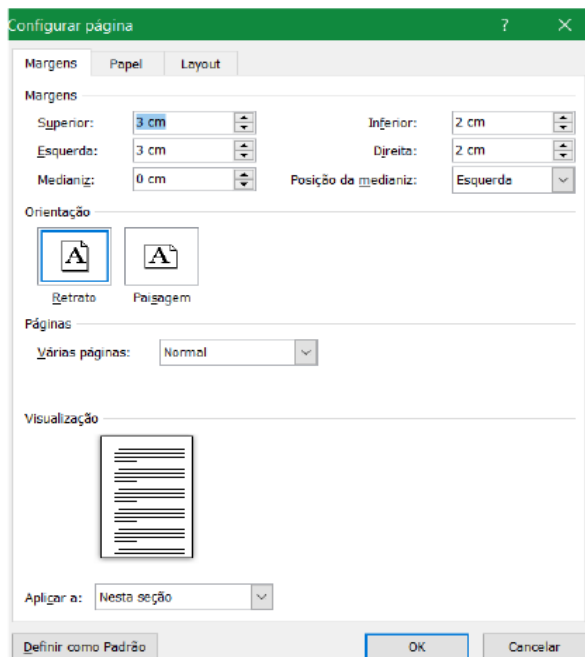 Configurar página ? ×
Margens Papel Layout
Margens
Superior: 3 cm Inferior: 2 cm
Esquerda: 3 cm Direita: 2 cm
Medianiz: 0 cm Posição da medianiz: Esquerda
Orientação
A A
Retrato Paisagem
Páginas
Várias páginas: Normal
Visualização
Aplicar a: Nesta seção
Definir como Padrão OK Cancelar